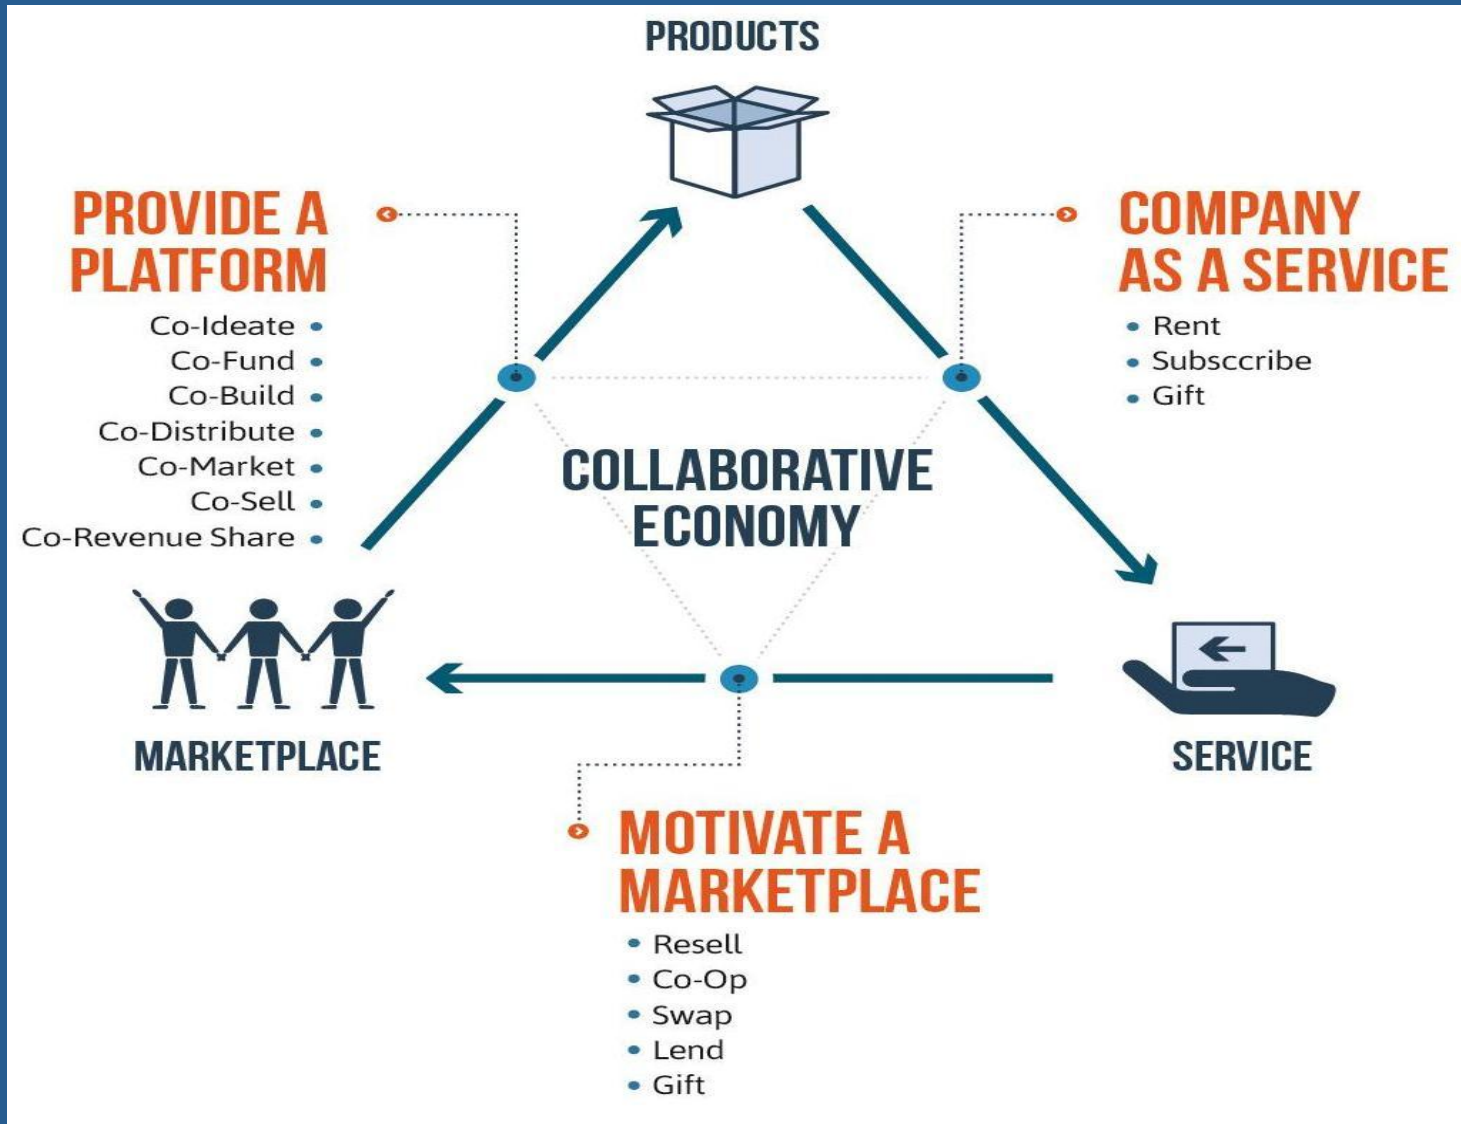 PRODUCTS
PROVIDE A
PLATFORM
Co-Ideate
Co-Fund
Co-Build
Co-Distribute
Co-Market
Co-Sell
Co-Revenue Share
COMPANY
AS A SERVICE
Rent
Subsccribe
Gift
COLLABORATIVE
ECONOMY
MARKETPLACE
SERVICE
MOTIVATE A
MARKETPLACE
Resell
Co-Op
Swap
Lend
Gift